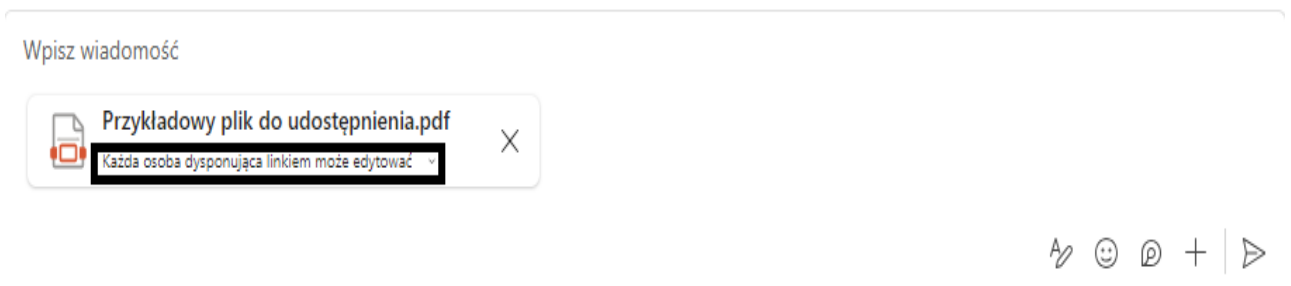 Wpisz wiadomość
Przykładowy plik do udostępnienia.pdf
Każda osoba dysponująca linkiem może edytować